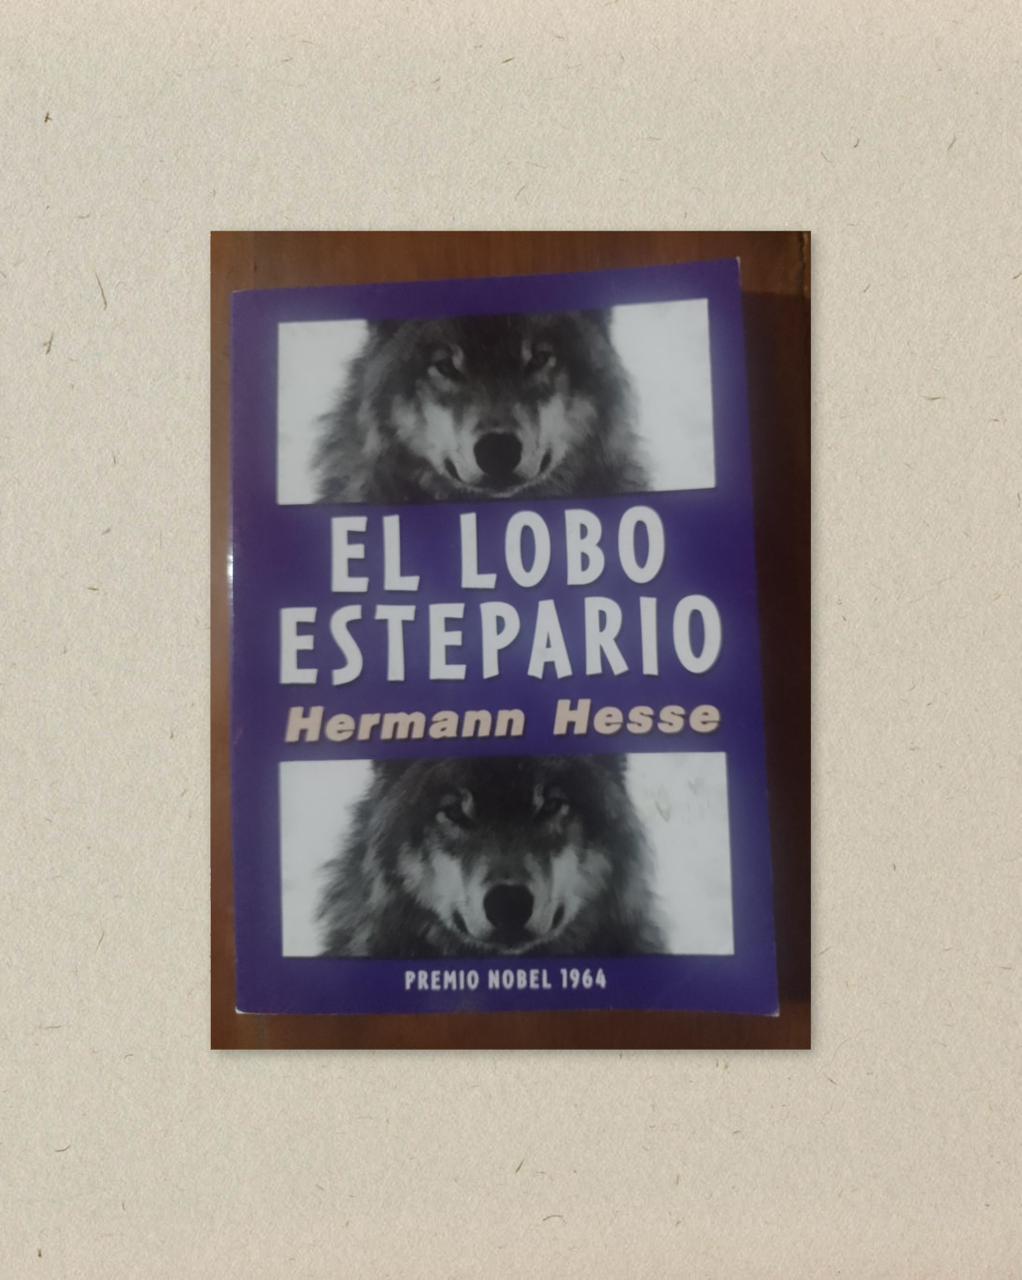 EL LOBO
ESTEPARIO
Hermann Hesse
PREMIO NOBEL 1964